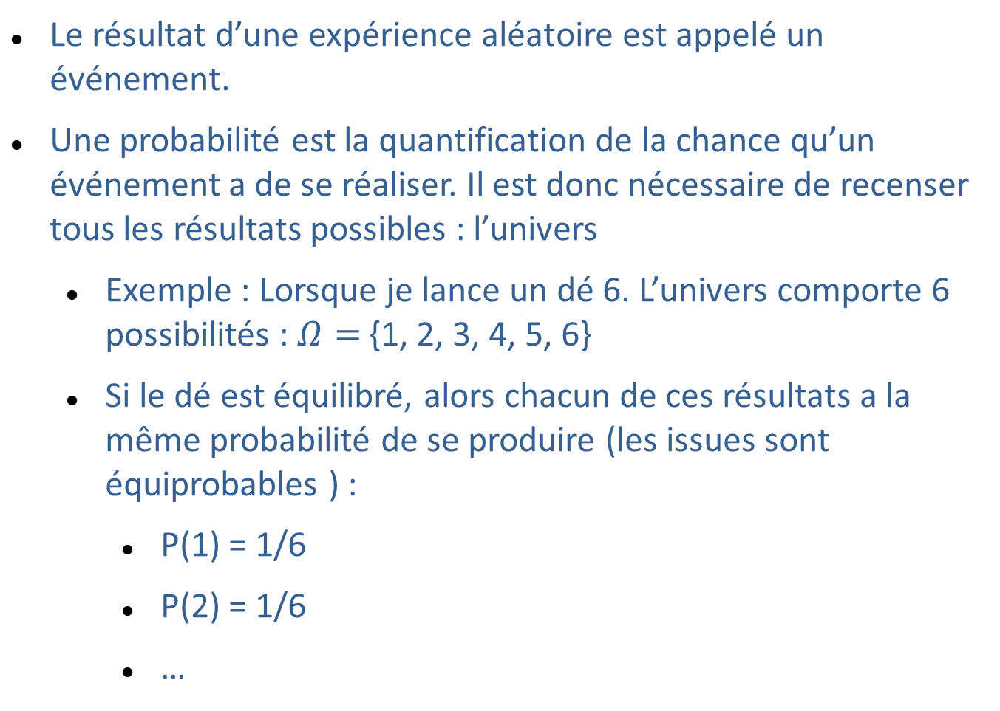 • Le résultat d’une expérience aléatoire est appelé un
événement.
• Une probabilité est la quantification de la chance qu’un
événement a de se réaliser. Il est donc nécessaire de recenser
tous les résultats possibles : l’univers
• Exemple : Lorsque je lance un dé 6. L’univers comporte 6
possibilités : Ω = {1, 2, 3, 4, 5, 6}
• Si le dé est équilibré, alors chacun de ces résultats a la
même probabilité de se produire (les issues sont
équiprobables ) :
• P(1) = 1/6
• P(2) = 1/6
• …